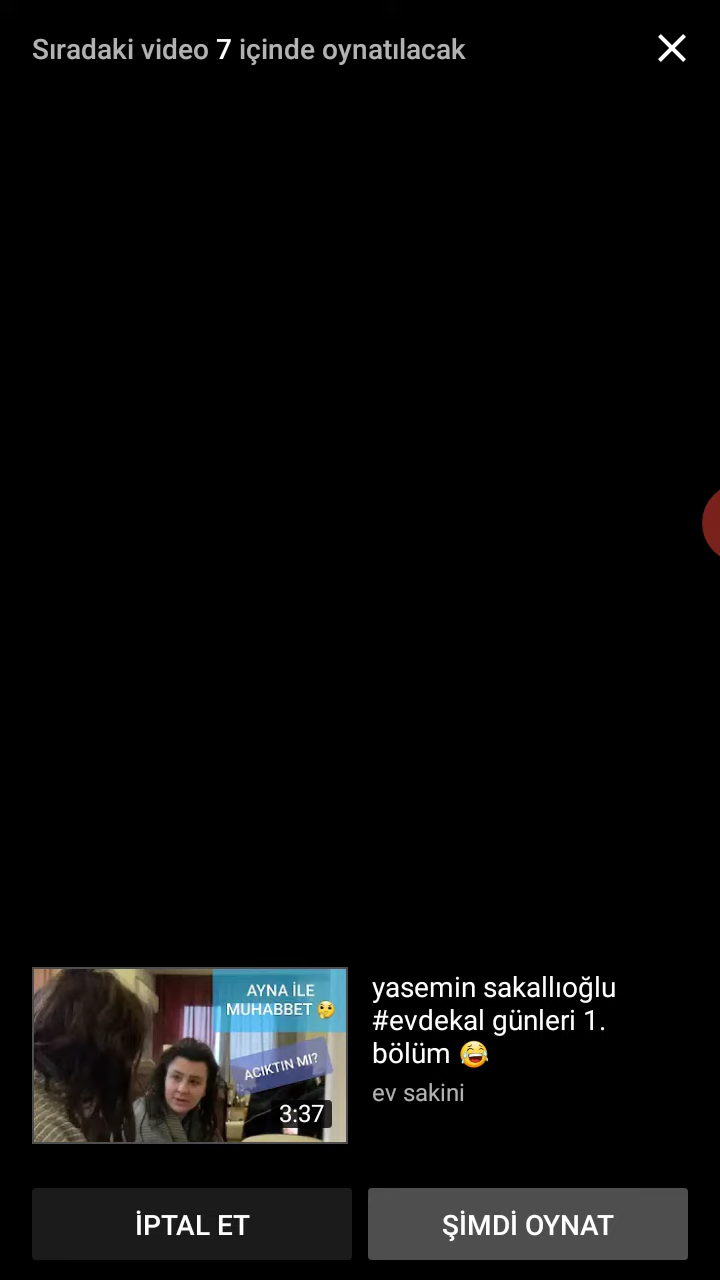 Sıradaki video 7 içinde oynatılacak
AYNA İLE
MUHABBET 🤔
ACIKTIN MI?
3:37
yasemin sakallıoğlu
#evdekal günleri 1.
bölüm 😂
ev sakini
İPTAL ET
ŞİMDİ OYNAT